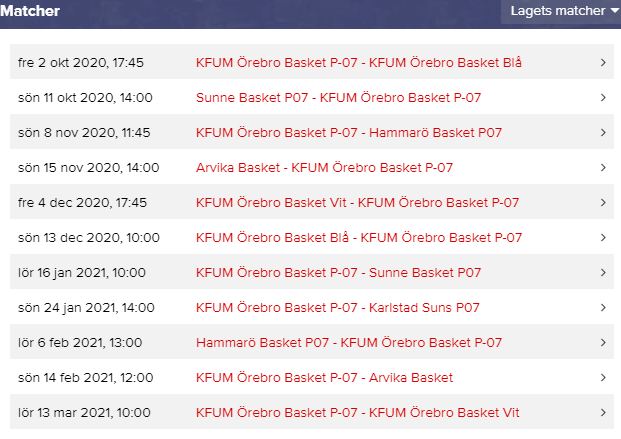 Matcher Lagets matcher
fre 2 okt 2020, 17:45 KFUM Örebro Basket P-07 - KFUM Örebro Basket Blå
sön 11 okt 2020, 14:00 Sunne Basket P07 - KFUM Örebro Basket P-07
sön 8 nov 2020, 11:45 KFUM Örebro Basket P-07 - Hammarö Basket P07
sön 15 nov 2020, 14:00 Arvika Basket - KFUM Örebro Basket P-07
fre 4 dec 2020, 17:45 KFUM Örebro Basket Vit - KFUM Örebro Basket P-07
sön 13 dec 2020, 10:00 KFUM Örebro Basket Blå - KFUM Örebro Basket P-07
lör 16 jan 2021, 10:00 KFUM Örebro Basket P-07 - Sunne Basket P07
sön 24 jan 2021, 14:00 KFUM Örebro Basket P-07 - Karlstad Suns P07
lör 6 feb 2021, 13:00 Hammarö Basket P07 - KFUM Örebro Basket P-07
sön 14 feb 2021, 12:00 KFUM Örebro Basket P-07 - Arvika Basket
lör 13 mar 2021, 10:00 KFUM Örebro Basket P-07 - KFUM Örebro Basket Vit